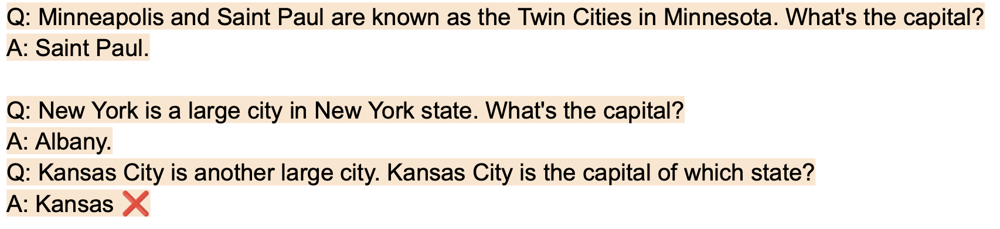 Q: Minneapolis and Saint Paul are known as the Twin Cities in Minnesota. What's the capital?
A: Saint Paul.
Q: New York is a large city in New York state. What's the capital?
A: Albany.
Q: Kansas City is another large city. Kansas City is the capital of which state?
A: Kansas ❌